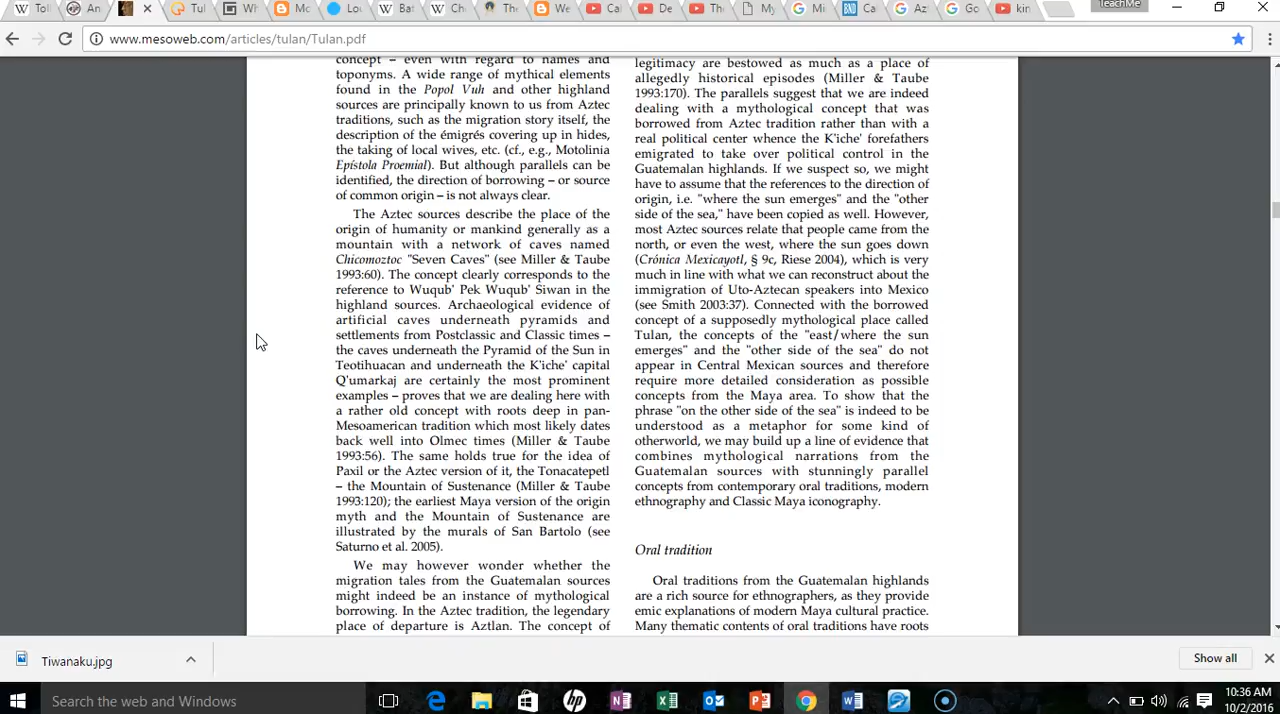 Toll
An
Tul
Wh
Mo
Lo
Bat
Che
The
We
Cal
De
The
My
Mi
Ca
Az
Go
kin
TeachMe
www.mesoweb.com/articles/tulan/Tulan.pdf
concept – even with regard to names and
toponyms. A wide range of mythical elements
found in the Popol Vuh and other highland
sources are principally known to us from Aztec
traditions, such as the migration story itself, the
description of the émigrés covering up in hides,
the taking of local wives, etc. (cf., e.g., Motolinia
Epístola Proemial). But although parallels can be
identified, the direction of borrowing – or source
of common origin – is not always clear.
The Aztec sources describe the place of the
origin of humanity or mankind generally as a
mountain with a network of caves named
Chicomoztoc "Seven Caves" (see Miller & Taube
1993:60). The concept clearly corresponds to the
reference to Wuqub' Pek Wuqub' Siwan in the
highland sources. Archaeological evidence of
artificial caves underneath pyramids and
settlements from Postclassic and Classic times –
the caves underneath the Pyramid of the Sun in
Teotihuacan and underneath the K'iche' capital
Q'umarkaj are certainly the most prominent
examples – proves that we are dealing here with
a rather old concept with roots deep in pan-
Mesoamerican tradition which most likely dates
back well into Olmec times (Miller & Taube
1993:56). The same holds true for the idea of
Paxil or the Aztec version of it, the Tonacatepetl
– the Mountain of Sustenance (Miller & Taube
1993:120); the earliest Maya version of the origin
myth and the Mountain of Sustenance are
illustrated by the murals of San Bartolo (see
Saturno et al. 2005).
We may however wonder whether the
migration tales from the Guatemalan sources
might indeed be an instance of mythological
borrowing. In the Aztec tradition, the legendary
place of departure is Aztlan. The concept of
legitimacy are bestowed as much as a place of
allegedly historical episodes (Miller & Taube
1993:170). The parallels suggest that we are indeed
dealing with a mythological concept that was
borrowed from Aztec tradition rather than with a
real political center whence the K'iche' forefathers
emigrated to take over political control in the
Guatemalan highlands. If we suspect so, we might
have to assume that the references to the direction of
origin, i.e. "where the sun emerges" and the "other
side of the sea," have been copied as well. However,
most Aztec sources relate that people came from the
north, or even the west, where the sun goes down
(Crónica Mexicayotl, § 9c, Riese 2004), which is very
much in line with what we can reconstruct about the
immigration of Uto-Aztecan speakers into Mexico
(see Smith 2003:37). Connected with the borrowed
concept of a supposedly mythological place called
Tulan, the concepts of the "east/where the sun
emerges" and the "other side of the sea" do not
appear in Central Mexican sources and therefore
require more detailed consideration as possible
concepts from the Maya area. To show that the
phrase "on the other side of the sea" is indeed to be
understood as a metaphor for some kind of
otherworld, we may build up a line of evidence that
combines mythological narrations from the
Guatemalan sources with stunningly parallel
concepts from contemporary oral traditions, modern
ethnography and Classic Maya iconography.
Oral tradition
Oral traditions from the Guatemalan highlands
are a rich source for ethnographers, as they provide
emic explanations of modern Maya cultural practice.
Many thematic contents of oral traditions have roots
Tiwanaku.jpg
Show all
Search the web and Windows
10:36 AM
10/2/2016